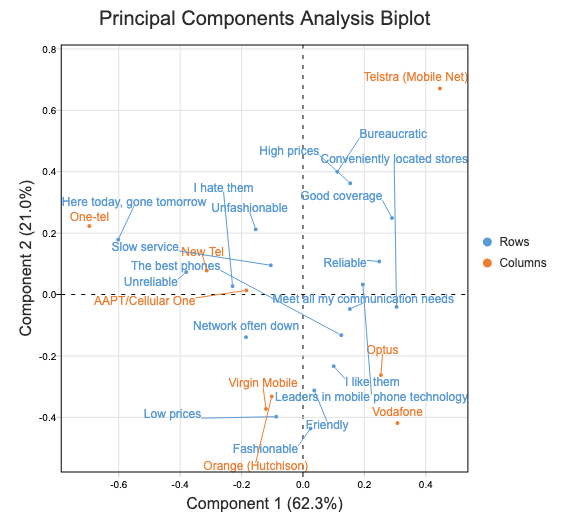 Principal Components Analysis Biplot
0.8
Telstra (Mobile Net)
0.6
Bureaucratic
High prices
Conveniently located stores
0.4
I hate them
Good coverage
Here today, gone tomorrow
Unfashionable
One-tel
0.2
Slow service
New Tel
Reliable
The best phones
Unreliable
0.0
AAPT/Cellular One
Meet all my communication needs
Network often down
-0.2
Optus
Virgin Mobile
I like them
Leaders in mobile phone technology
Low prices
Vodafone
-0.4
Friendly
Fashionable
Orange (Hutchison)
-0.6
-0.4
-0.2
0.0
0.2
0.4
Component 1 (62.3%)
Component 2 (21.0%)
Rows
Columns